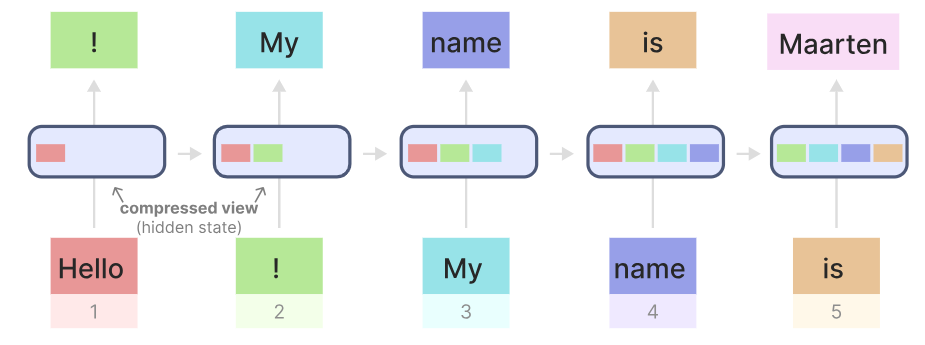 ! My name is Maarten
compressed view
(hidden state)
Hello ! My name is
1 2 3 4 5